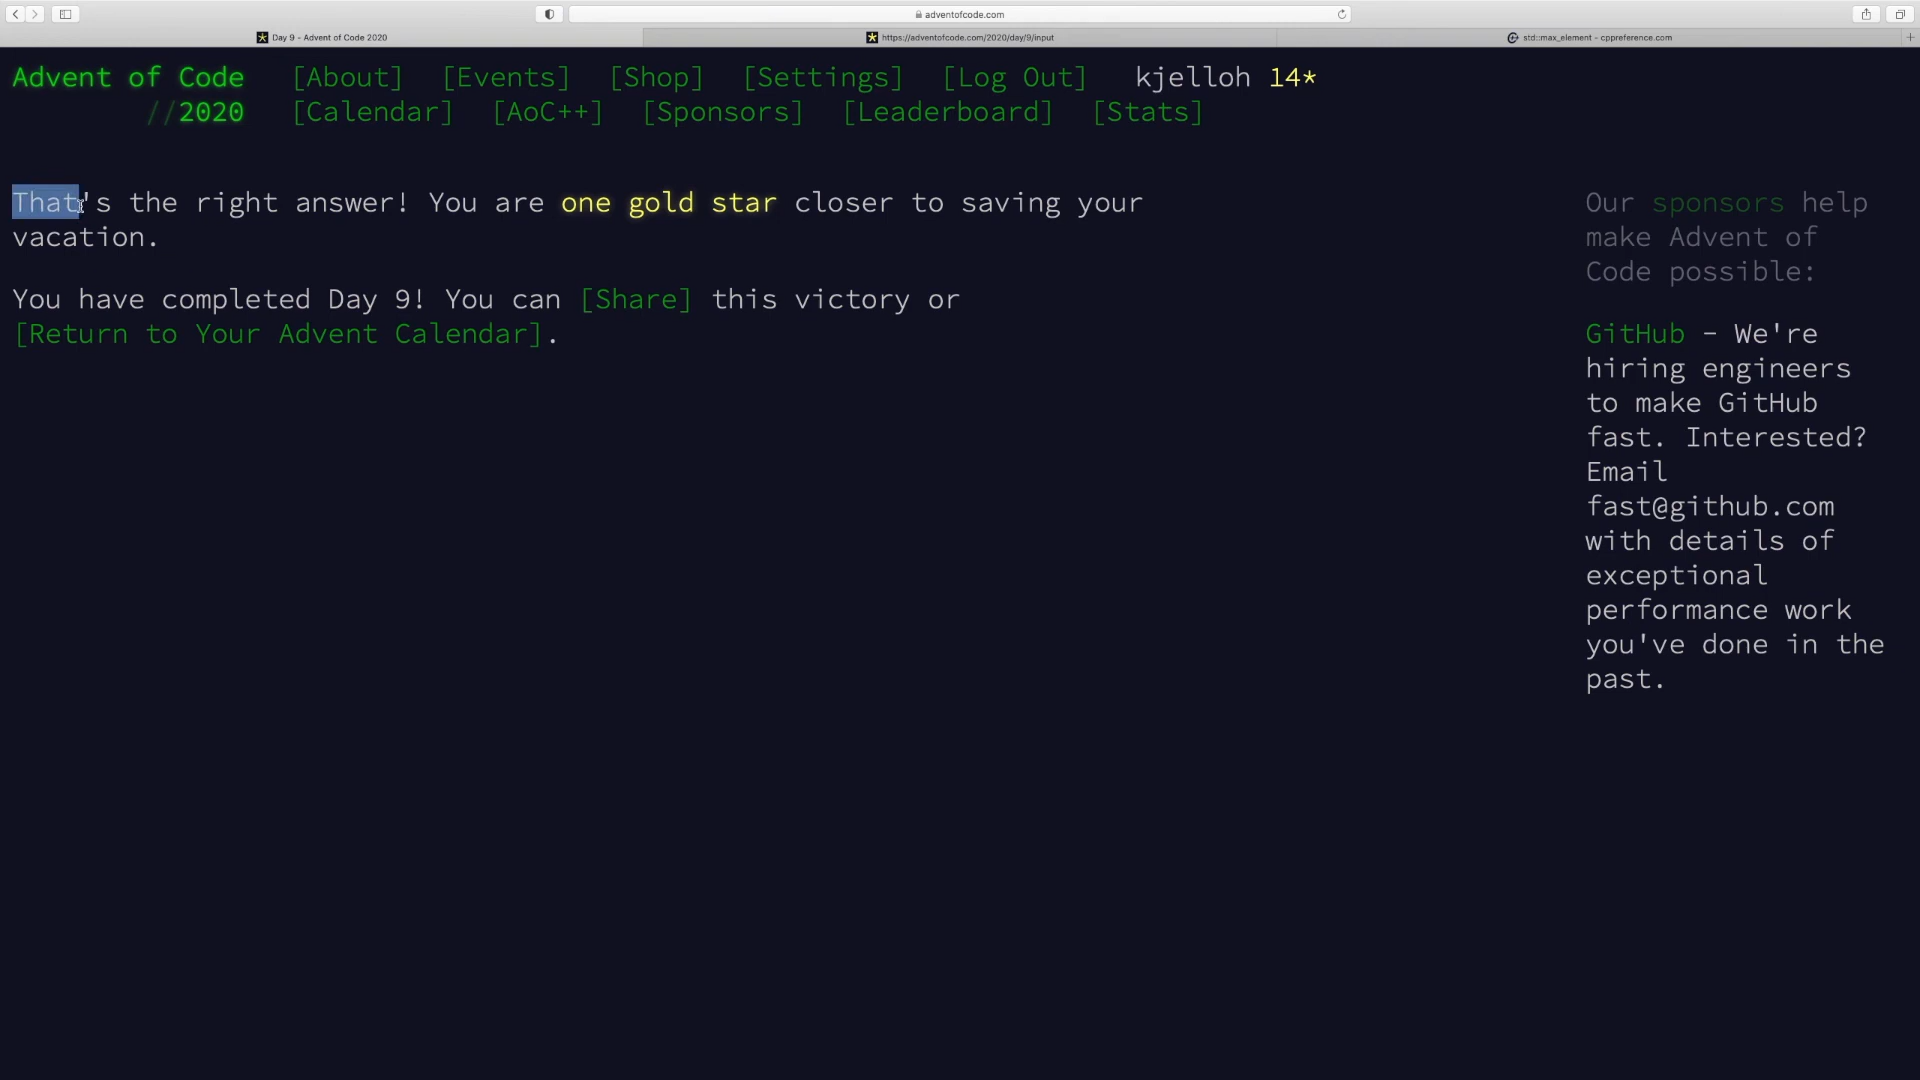 adventofcode.com
Day 9 - Advent of Code 2020
https://adventofcode.com/2020/day/9/input
std::max_element - cppreference.com
Advent of Code [About] [Events] [Shop] [Settings] [Log Out] kjelloh 14*
//2020 [Calendar] [AoC++] [Sponsors] [Leaderboard] [Stats]
That's the right answer! You are one gold star closer to saving your
vacation.
You have completed Day 9! You can [Share] this victory or
[Return to Your Advent Calendar].
Our sponsors help
make Advent of
Code possible:
GitHub - We're
hiring engineers
to make GitHub
fast. Interested?
Email
fast@github.com
with details of
exceptional
performance work
you've done in the
past.